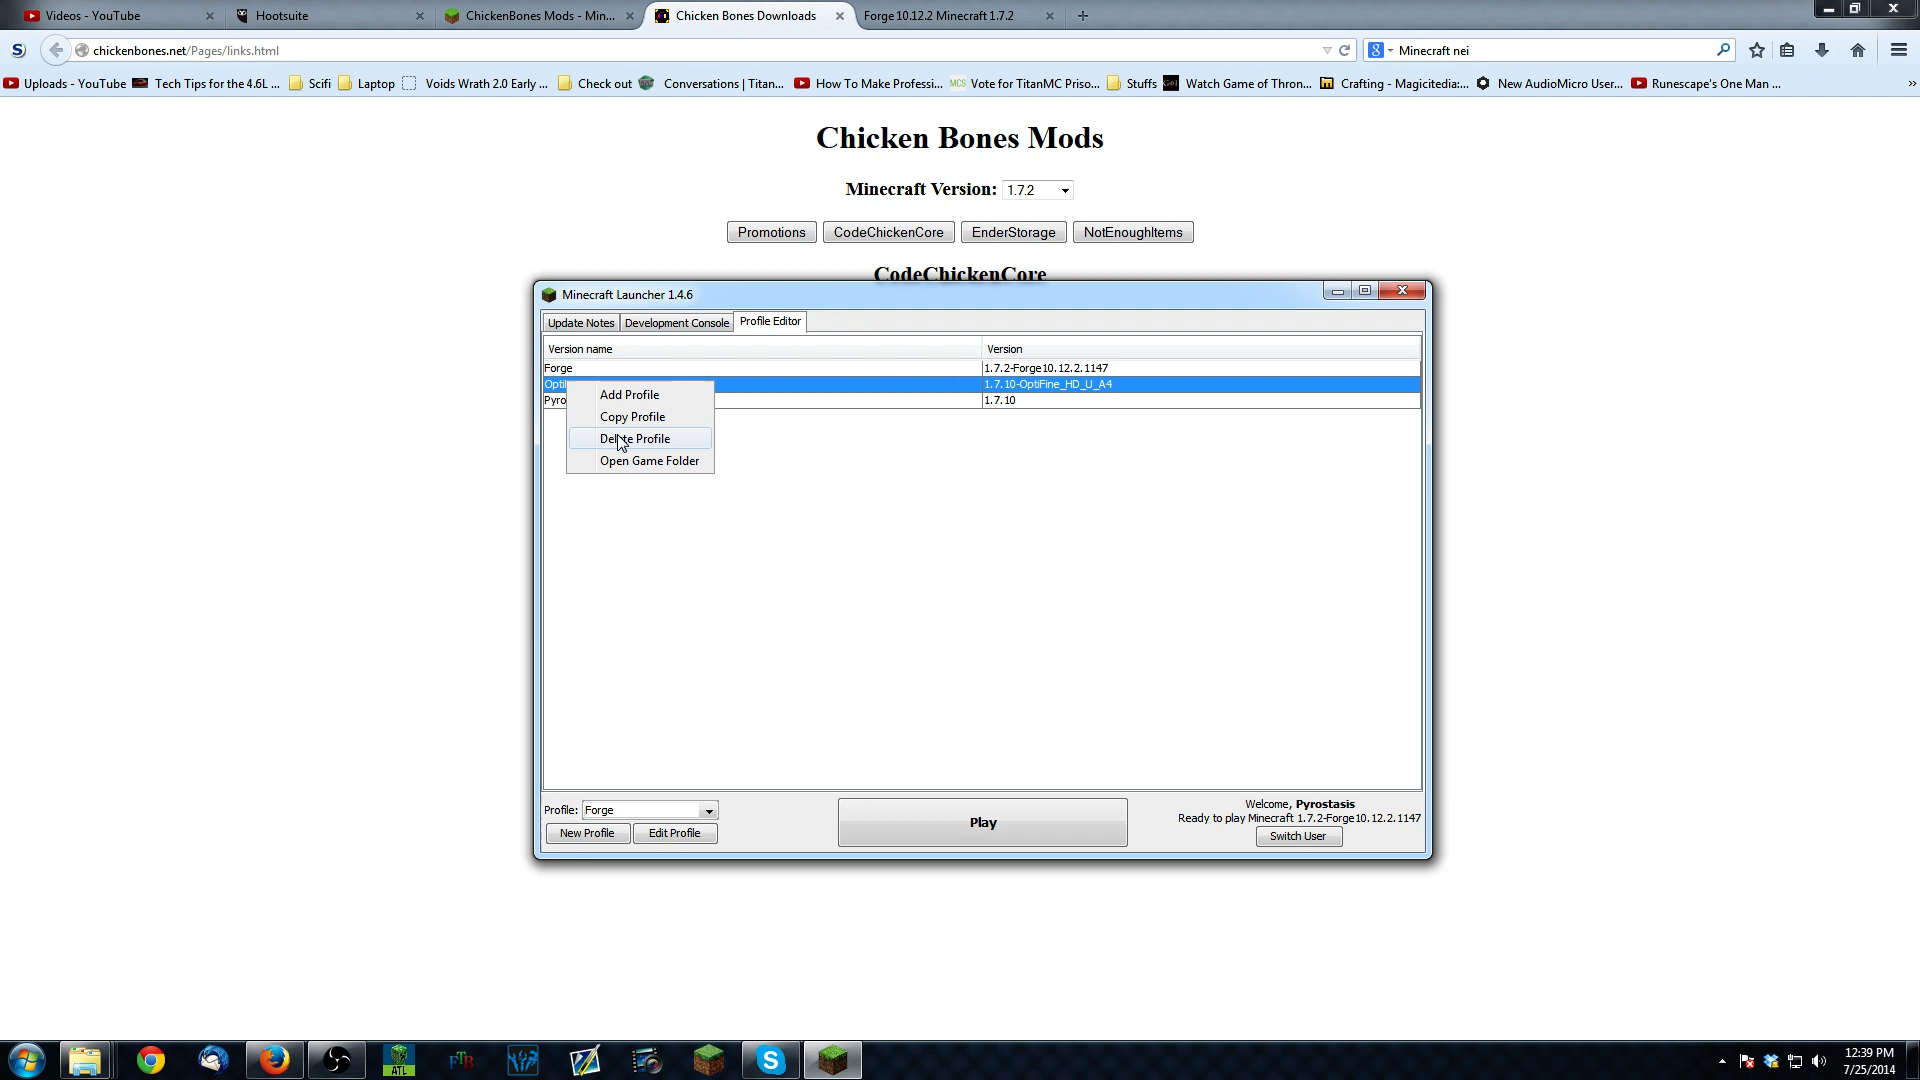 Videos - YouTube
Hootsuite
ChickenBones Mods - Min...
Chicken Bones Downloads
Forge 10.12.2 Minecraft 1.7.2
chickenbones.net/Pages/links.html
Minecraft nei
Uploads - YouTube
Tech Tips for the 4.6L ...
Scifi
Laptop
Voids Wrath 2.0 Early ...
Check out
Conversations | Titan...
How To Make Professi...
MCS
Vote for TitanMC Priso...
Stuffs
Watch Game of Thron...
Crafting - Magicitedia:...
New AudioMicro User...
Runescape's One Man ...
Chicken Bones Mods
Minecraft Version: 1.7.2
Promotions
CodeChickenCore
EnderStorage
NotEnoughItems
CodeChickenCore
Minecraft Launcher 1.4.6
Update Notes
Development Console
Profile Editor
Version name
Version
Forge
1.7.2-Forge10.12.2.1147
Opti
1.7.10-OptiFine_HD_U_A4
Pyro
1.7.10
Add Profile
Copy Profile
Delete Profile
Open Game Folder
Profile: Forge
New Profile
Edit Profile
Play
Welcome, Pyrostasis
Ready to play Minecraft 1.7.2-Forge10.12.2.1147
Switch User
ATL
FTB
12:39 PM
7/25/2014